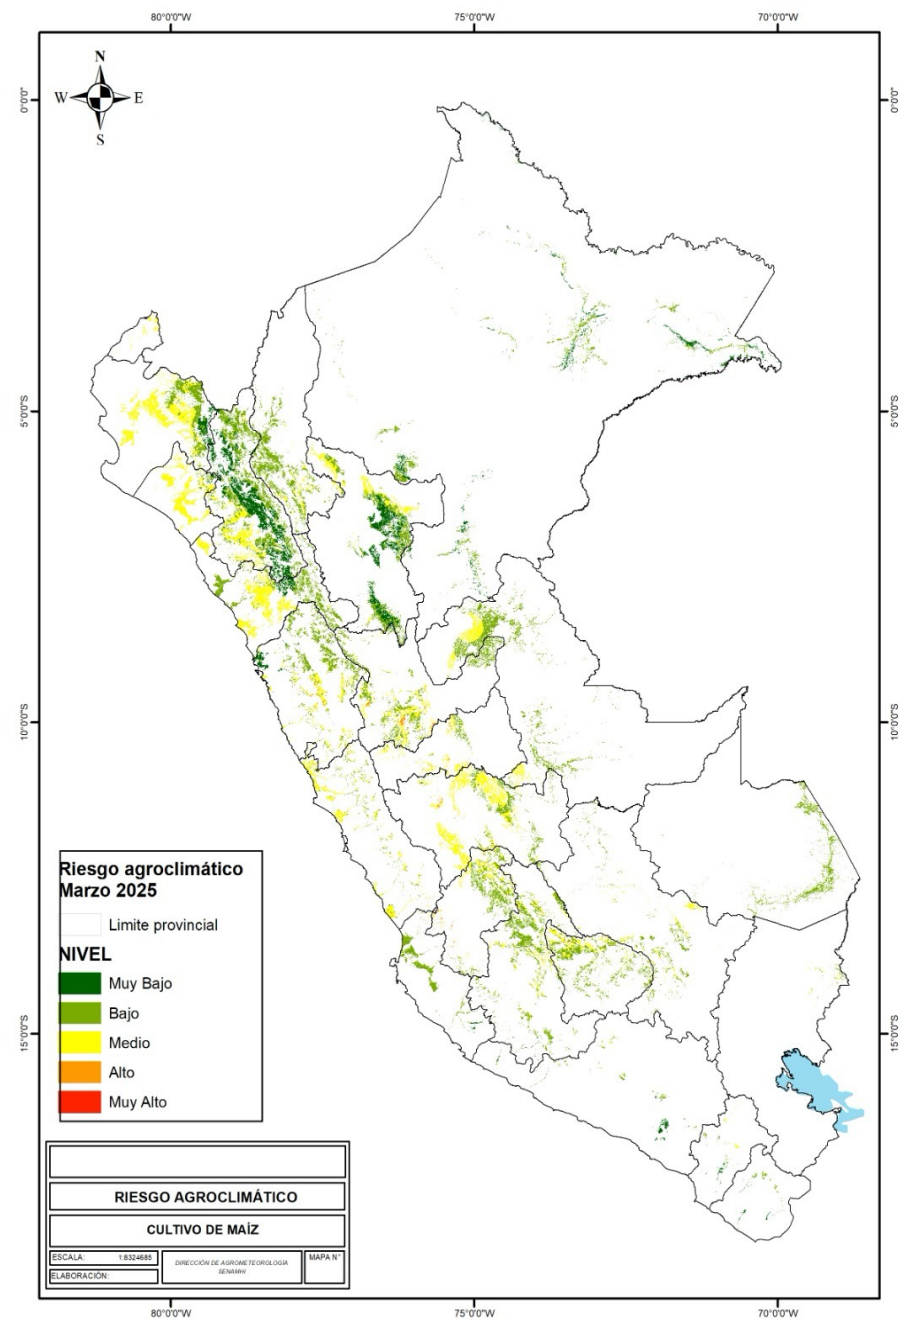 80°0'0"W 75°0'0"W 70°0'0"W
N
W E
S
0°0'0" 0°0'0"
5°0'0"S 5°0'0"S
10°0'0"S 10°0'0"S
15°0'0"S 15°0'0"S
Riesgo agroclimático
Marzo 2025
Limite provincial
NIVEL
Muy Bajo
Bajo
Medio
Alto
Muy Alto
RIESGO AGROCLIMÁTICO
CULTIVO DE MAÍZ
ESCALA: 1:8324685
DIRECCIÓN DE AGROMETEOROLOGÍA
SENAMHI
MAPA N°
ELABORACIÓN:
80°0'0"W 75°0'0"W 70°0'0"W